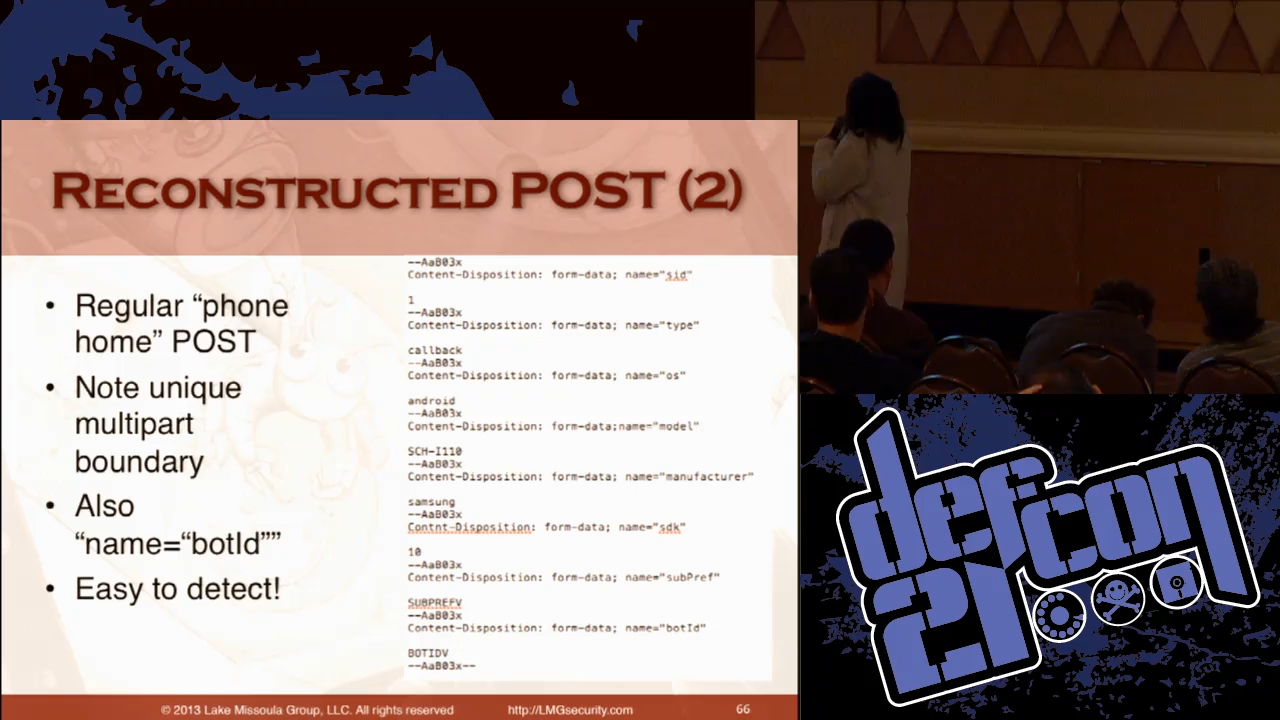 RECONSTRUCTED POST (2)
• Regular “phone
home” POST
• Note unique
multipart
boundary
• Also
“name=“botId””
• Easy to detect!
--AaB03x
Content-Disposition: form-data; name="sid"
1
--AaB03x
Content-Disposition: form-data; name="type"
callback
--AaB03x
Content-Disposition: form-data; name="os"
android
--AaB03x
Content-Disposition: form-data;name="model"
SCH-I110
--AaB03x
Content-Disposition: form-data; name="manufacturer"
samsung
--AaB03x
Contnt-Disposition: form-data; name="sdk"
10
--AaB03x
Content-Disposition: form-data; name="subPref"
SUBPREFV
--AaB03x
Content-Disposition: form-data; name="botId"
BOTIDV
--AaB03x--
© 2013 Lake Missoula Group, LLC. All rights reserved http://LMGsecurity.com 66
defcon
21